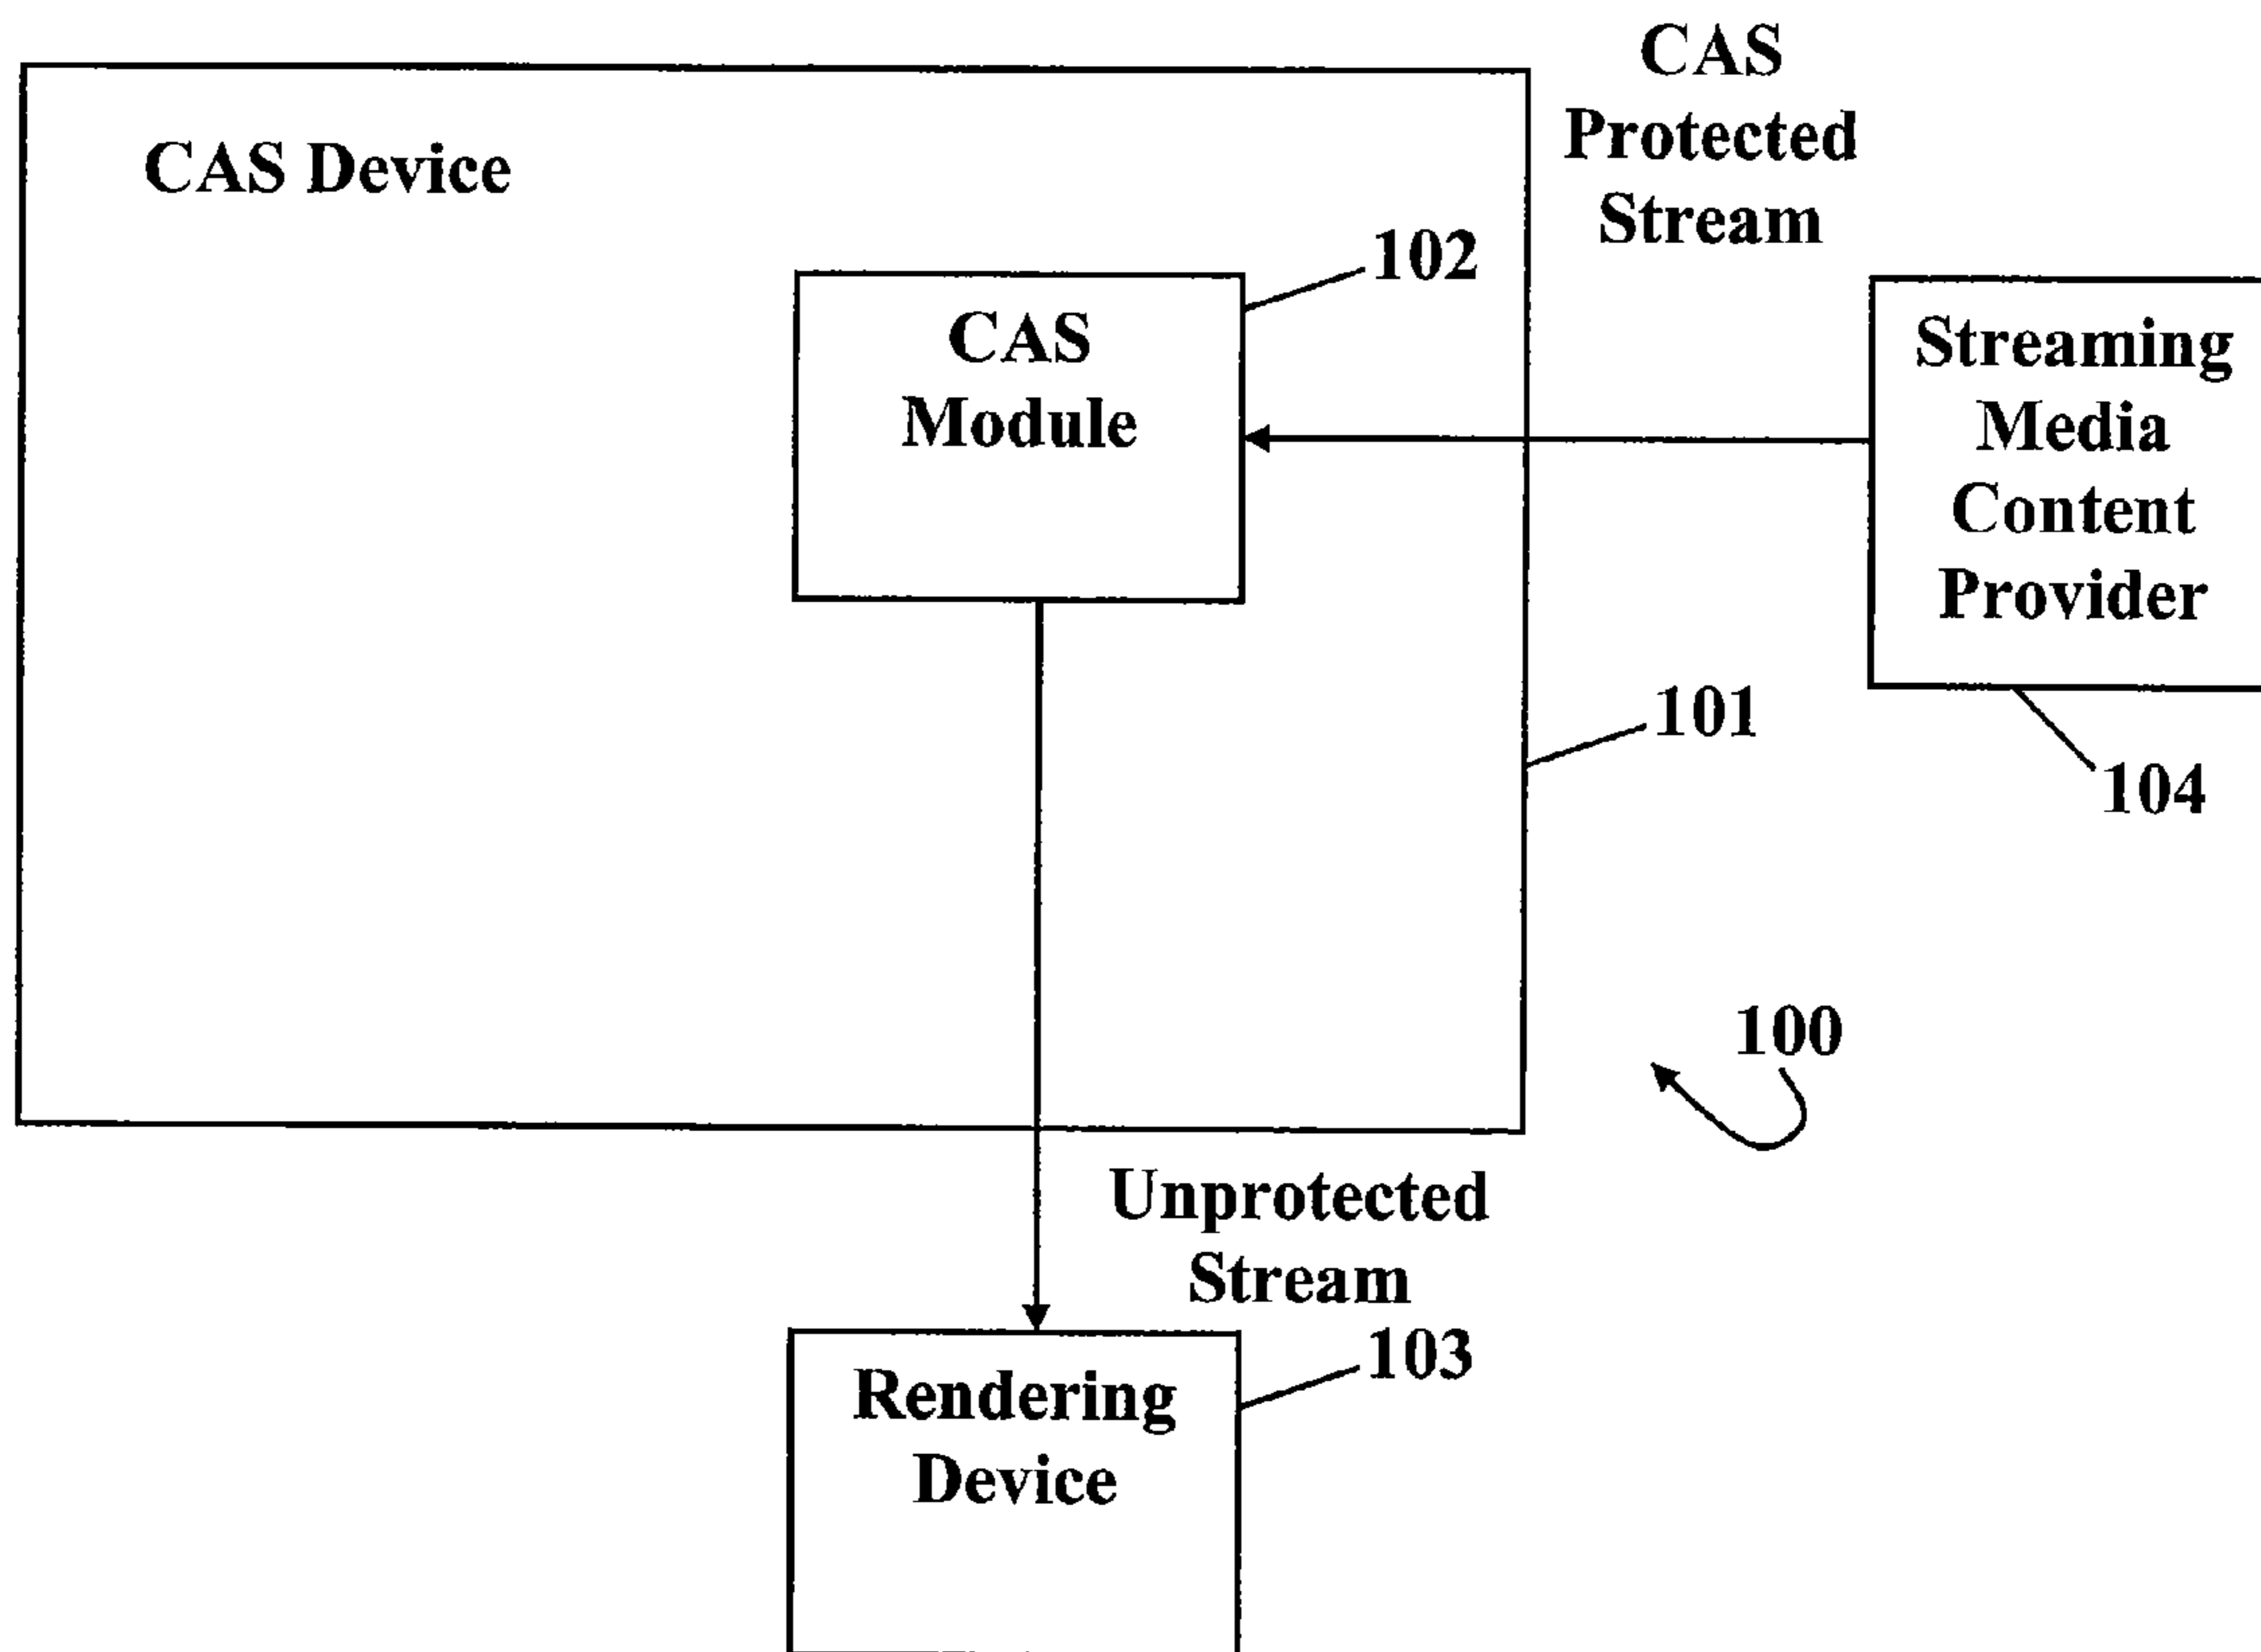 CAS
Protected
Stream
CAS Device
102
CAS
Module
Streaming
Media
Content
Provider
101
104
100
Unprotected
Stream
103
Rendering
Device